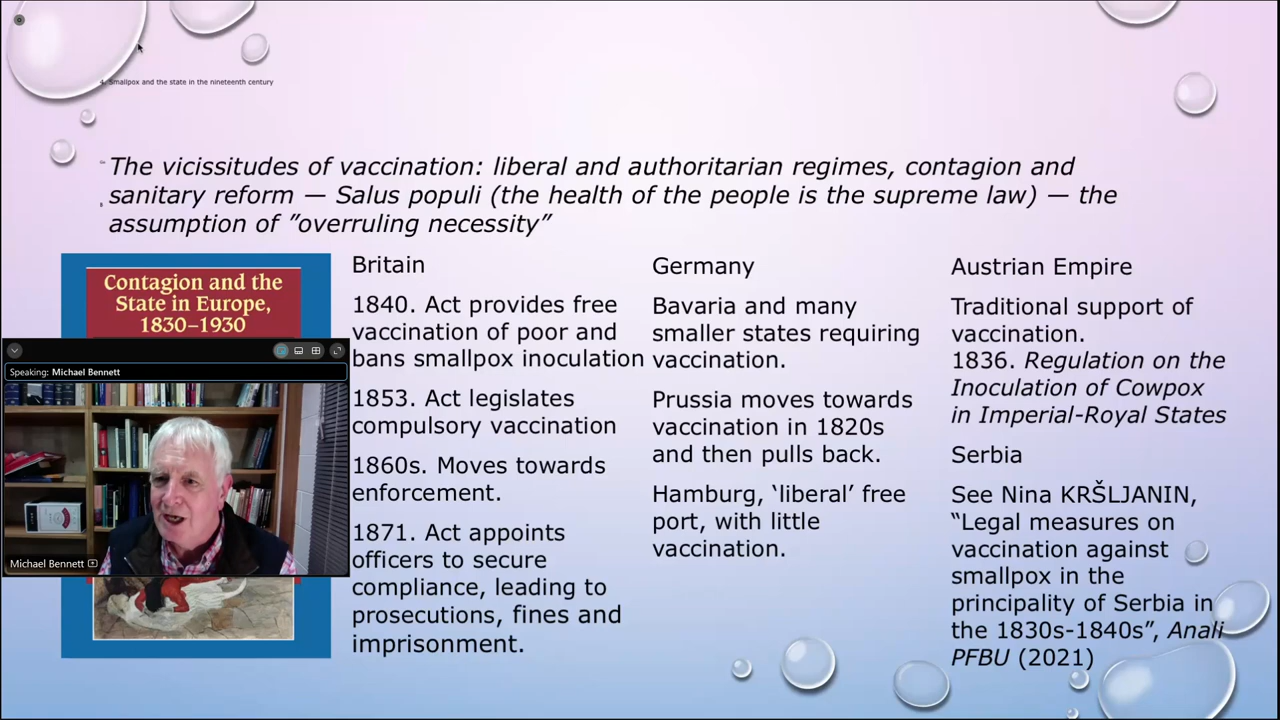 4. Smallpox and the state in the nineteenth century
The vicissitudes of vaccination: liberal and authoritarian regimes, contagion and
sanitary reform — Salus populi (the health of the people is the supreme law) — the
assumption of ”overruling necessity”
Contagion and the
State in Europe,
1830–1930
Speaking: Michael Bennett
Michael Bennett
Britain
1840. Act provides free
vaccination of poor and
bans smallpox inoculation
1853. Act legislates
compulsory vaccination
1860s. Moves towards
enforcement.
1871. Act appoints
officers to secure
compliance, leading to
prosecutions, fines and
imprisonment.
Germany
Bavaria and many
smaller states requiring
vaccination.
Prussia moves towards
vaccination in 1820s
and then pulls back.
Hamburg, ‘liberal’ free
port, with little
vaccination.
Austrian Empire
Traditional support of
vaccination.
1836. Regulation on the
Inoculation of Cowpox
in Imperial-Royal States
Serbia
See Nina KRŠLJANIN,
“Legal measures on
vaccination against
smallpox in the
principality of Serbia in
the 1830s-1840s”, Anali
PFBU (2021)